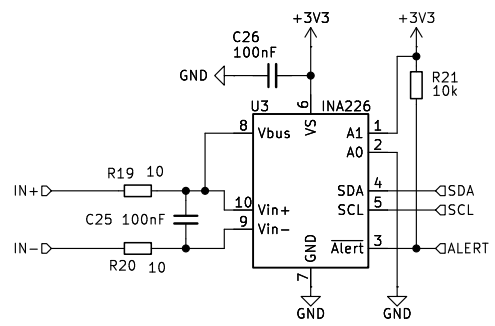 +3V3
+3V3
C26
100nF
GND
R21
10k
U3
INA226
6
VS
8
Vbus
A1
1
A0
2
R19
10
IN+
SDA
4
SDA
10
Vin+
SCL
5
SCL
C25
100nF
9
Vin-
IN-
GND
Alert
3
ALERT
R20
10
7
GND
GND